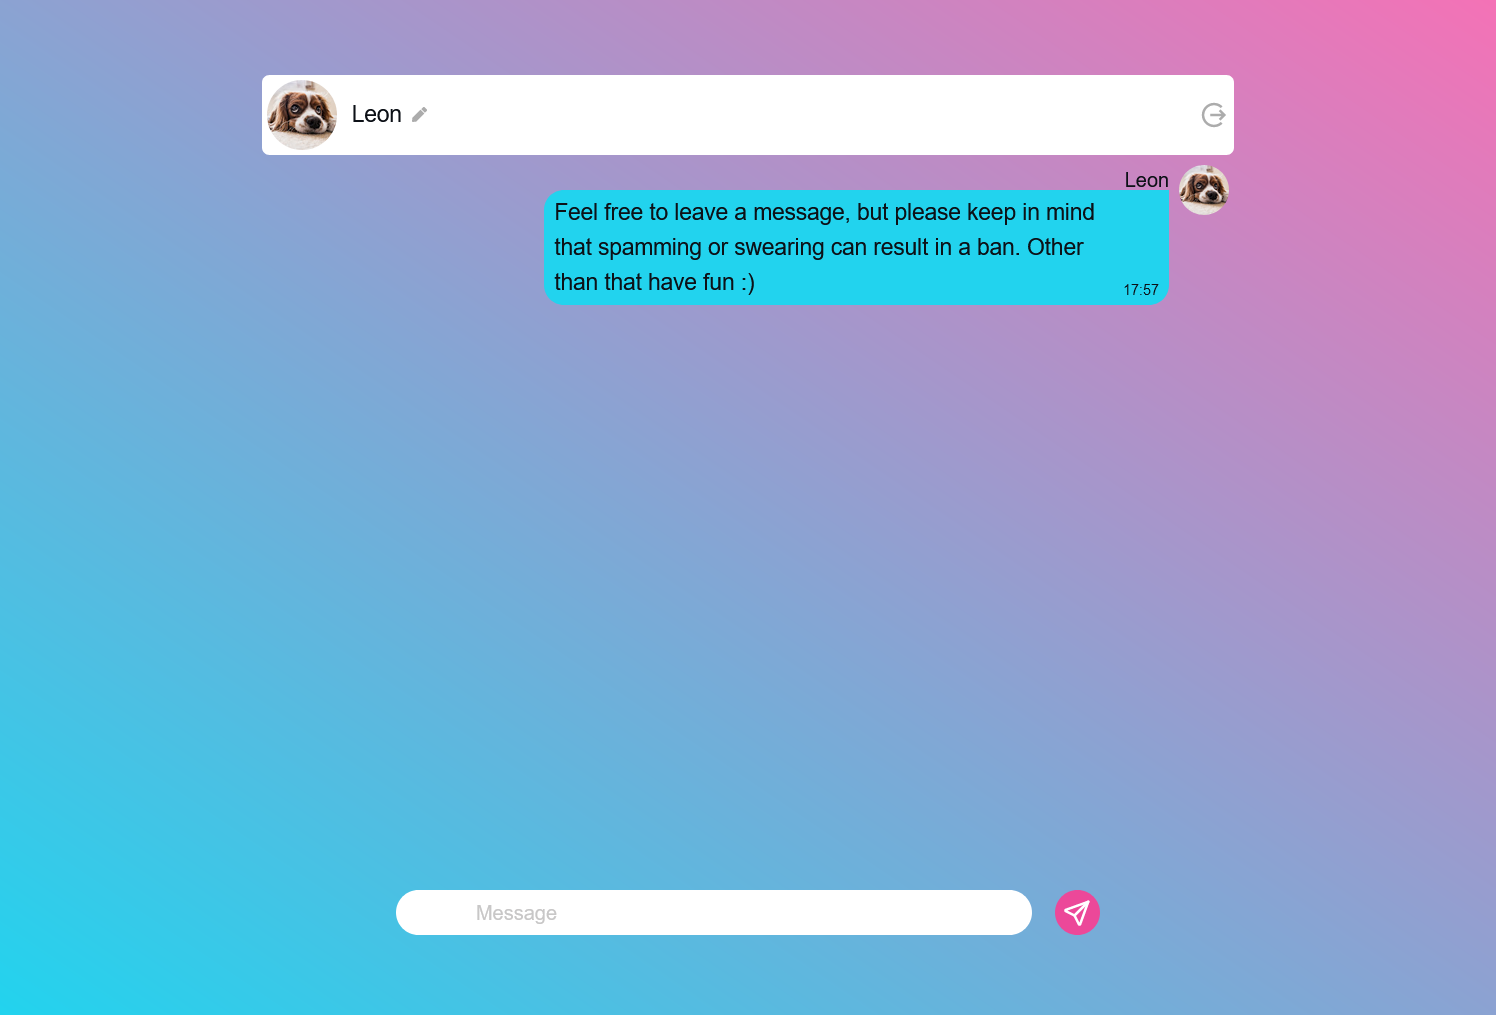 Leon
Leon
Feel free to leave a message, but please keep in mind
that spamming or swearing can result in a ban. Other
than that have fun :)
17:57
Message